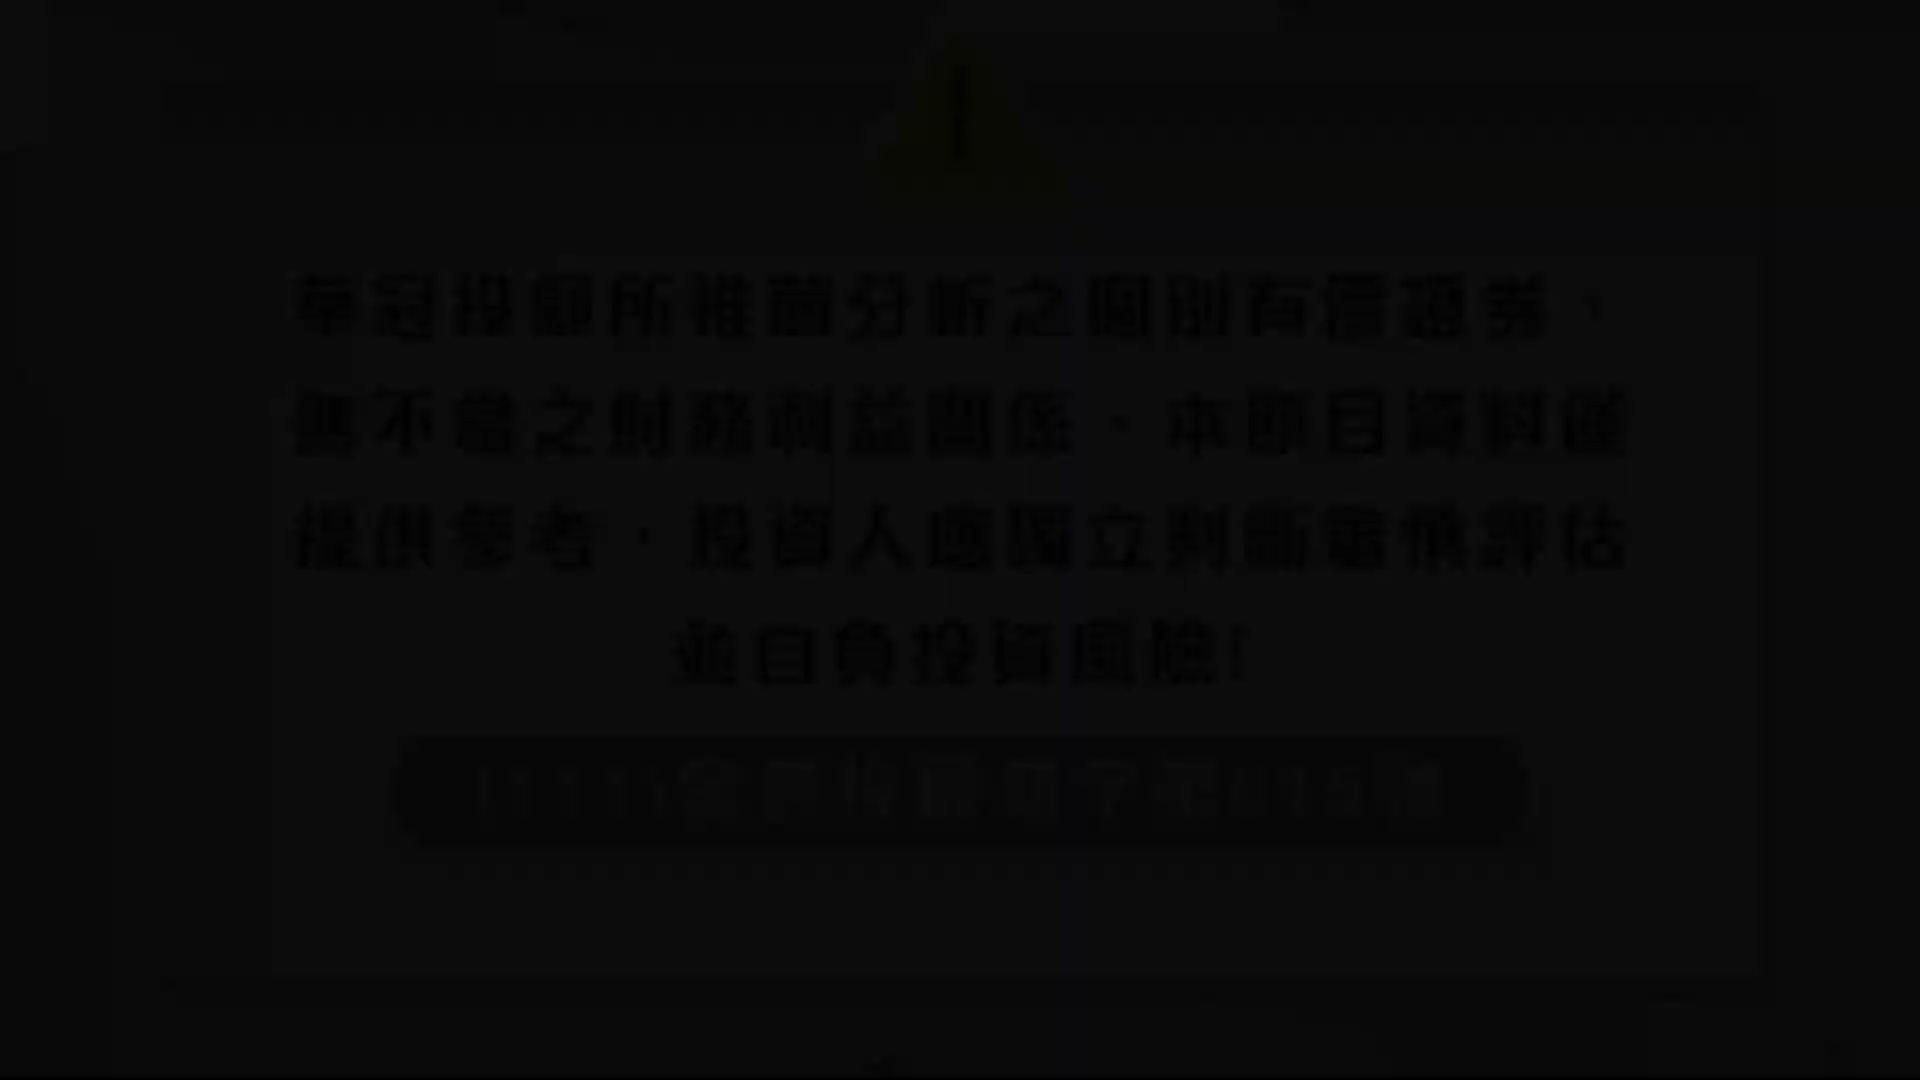 華冠投顧所推薦分析之個別有價證券，
無不當之財務利益關係，本節目資料僅
提供參考，投資人應獨立判斷審慎評估
並自負投資風險!